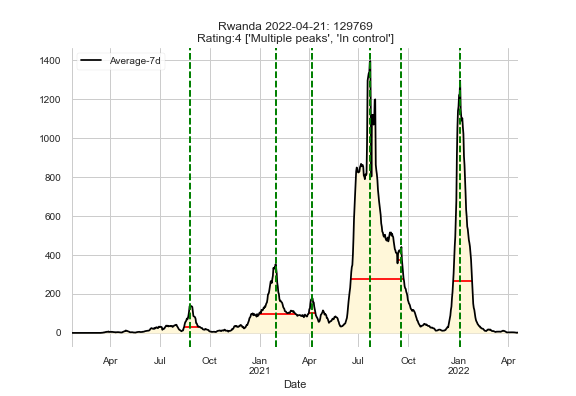 Rwanda 2022-04-21: 129769
Rating:4 ['Multiple peaks', 'In control']
Average-7d
1400
1200
1000
800
600
400
200
0
Apr Jul Oct Jan Apr Jul Oct Jan Apr
2021 2022
Date